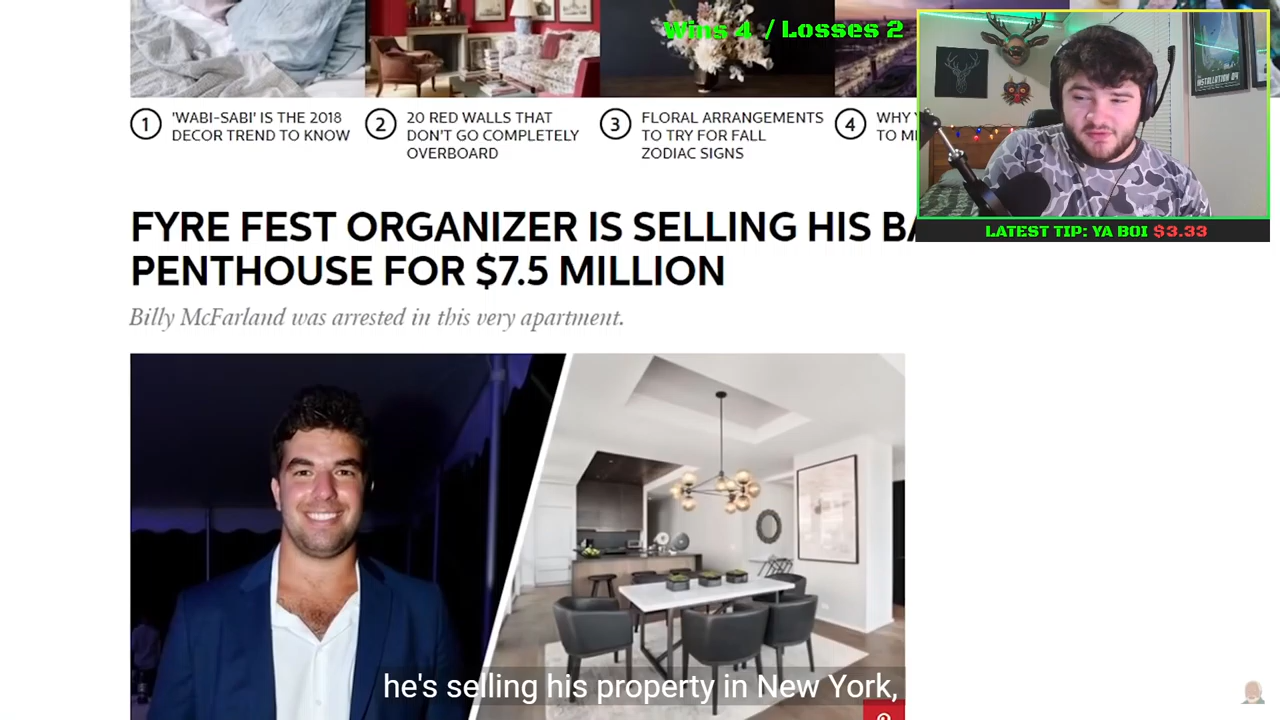 Wins 4 / Losses 2
INSTALLATION 04
LATEST TIP: YA BOI $3.33
1 'WABI-SABI' IS THE 2018
DECOR TREND TO KNOW
2 20 RED WALLS THAT
DON'T GO COMPLETELY
OVERBOARD
3 FLORAL ARRANGEMENTS
TO TRY FOR FALL
ZODIAC SIGNS
4 WHY
TO
FYRE FEST ORGANIZER IS SELLING HIS
PENTHOUSE FOR $7.5 MILLION
Billy McFarland was arrested in this very apartment.
he's selling his property in New York,